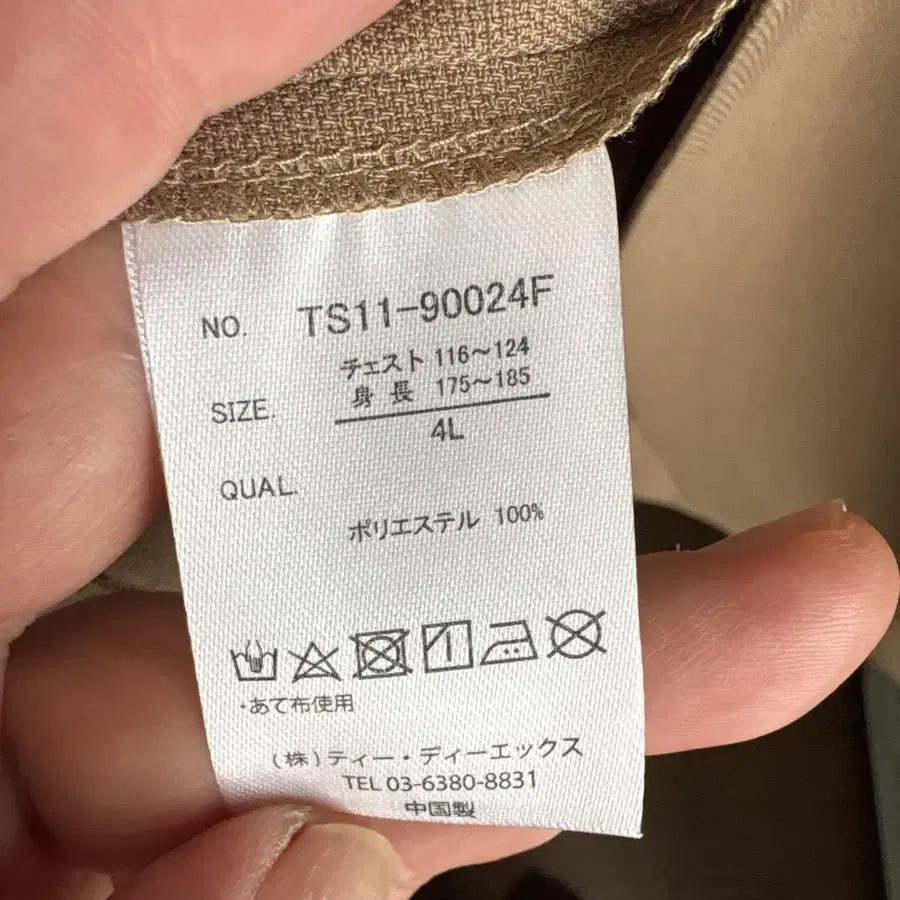 NO. TS11-90024F
チェスト 116～124
身長 175～185
SIZE.
4L
QUAL.
ポリエステル 100%
・あて布使用
(株)ティー・ディーエックス
TEL 03-6380-8831
中国製